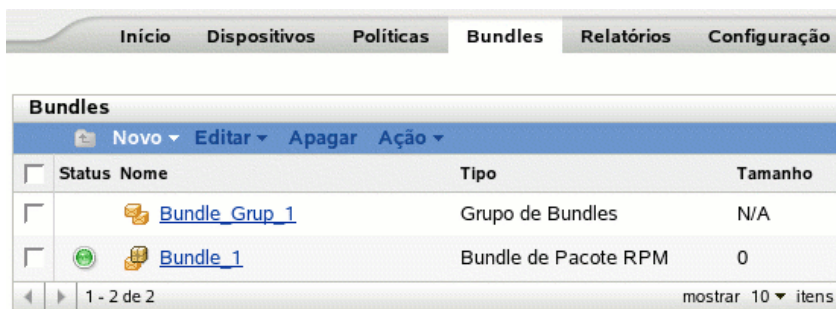 Início Dispositivos Políticas Bundles Relatórios Configuração
Bundles
Novo Editar Apagar Ação
Status Nome Tipo Tamanho
Bundle_Grup_1 Grupo de Bundles N/A
Bundle_1 Bundle de Pacote RPM 0
1 - 2 de 2 mostrar 10 itens